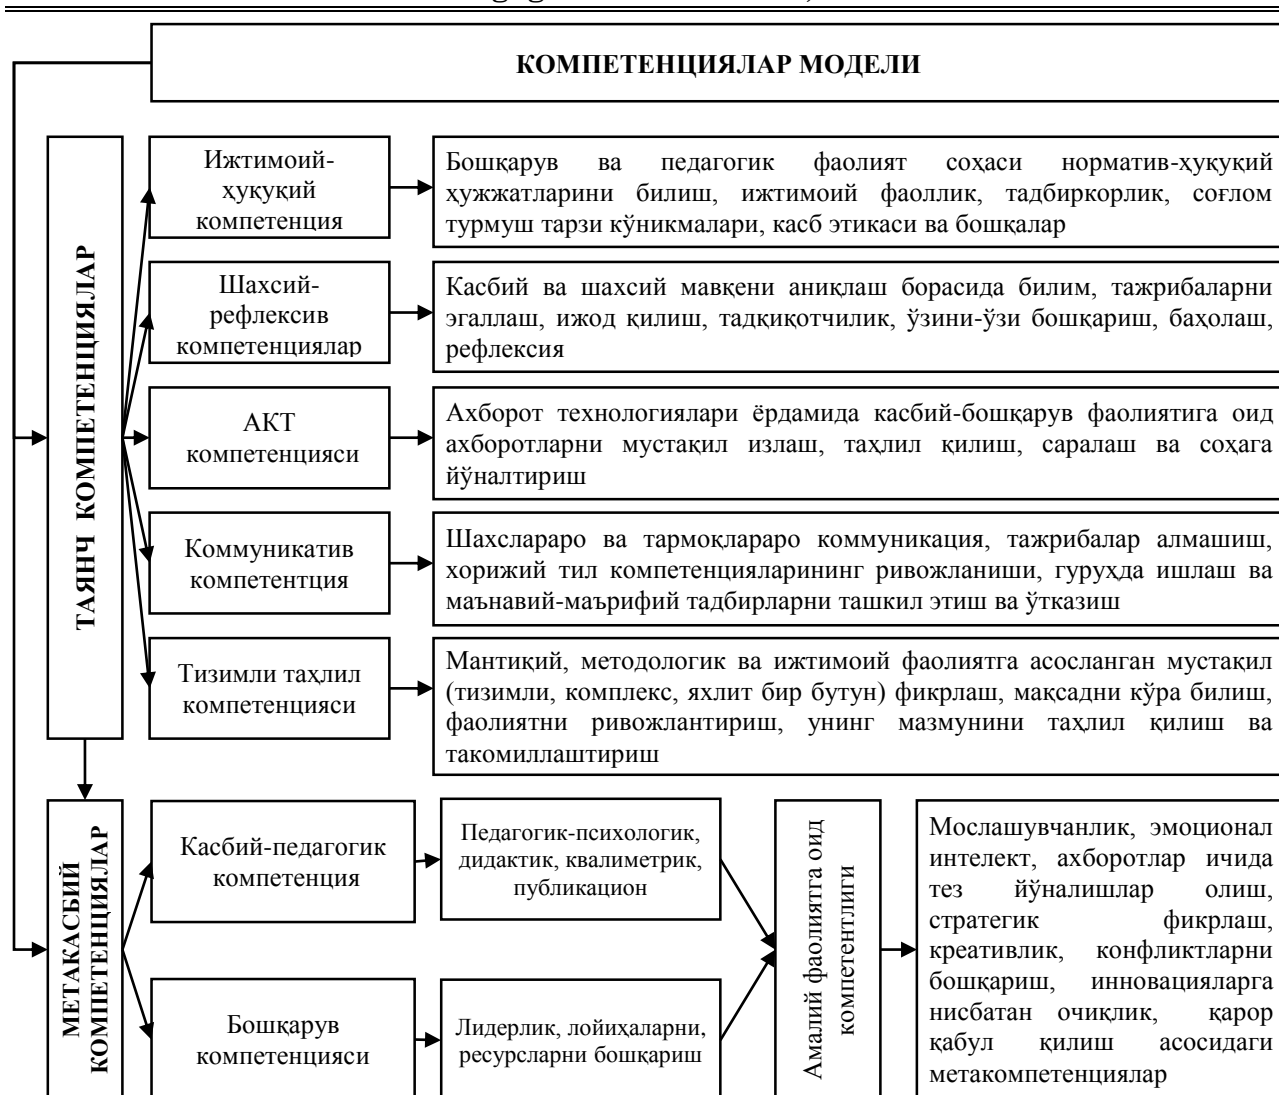 КОМПЕТЕНЦИЯЛАР МОДЕЛИ
ТАЯНЧ КОМПЕТЕНЦИЯЛАР
Ижтимоий-
ҳуқуқий
компетенция
Бошқарув ва педагогик фаолият соҳаси норматив-ҳуқуқий
ҳужжатларини билиш, ижтимоий фаоллик, тадбиркорлик, соғлом
турмуш тарзи кўникмалари, касб этикаси ва бошқалар
Шахсий-
рефлексив
компетенциялар
Касбий ва шахсий мавқени аниқлаш борасида билим, тажрибаларни
эгаллаш, ижод қилиш, тадқиқотчилик, ўзини-ўзи бошқариш, баҳолаш,
рефлексия
АКТ
компетенцияси
Ахборот технологиялари ёрдамида касбий-бошқарув фаолиятига оид
ахборотларни мустақил излаш, таҳлил қилиш, саралаш ва соҳага
йўналтириш
Коммуникатив
компетентция
Шахслараро ва тармоқлараро коммуникация, тажрибалар алмашиш,
хорижий тил компетенцияларининг ривожланиши, гуруҳда ишлаш ва
маънавий-маърифий тадбирларни ташкил этиш ва ўтказиш
Тизимли таҳлил
компетенцияси
Мантиқий, методологик ва ижтимоий фаолиятга асосланган мустақил
(тизимли, комплекс, яхлит бир бутун) фикрлаш, мақсадни кўра билиш,
фаолиятни ривожлантириш, унинг мазмунини таҳлил қилиш ва
такомиллаштириш
МЕТАКАСБИЙ
КОМПЕТЕНЦИЯЛАР
Касбий-педагогик
компетенция
Педагогик-психологик,
дидактик, квалиметрик,
публикацион
Бошқарув
компетенцияси
Лидерлик, лойиҳаларни,
ресурсларни бошқариш
Амалий фаолиятга оид
компетентлиги
Мослашувчанлик, эмоционал
интелект, ахборотлар ичида
тез йўналишлар олиш,
стратегик фикрлаш,
креативлик, конфликтларни
бошқариш, инновацияларга
нисбатан очиқлик, қарор
қабул қилиш асосидаги
метакомпетенциялар